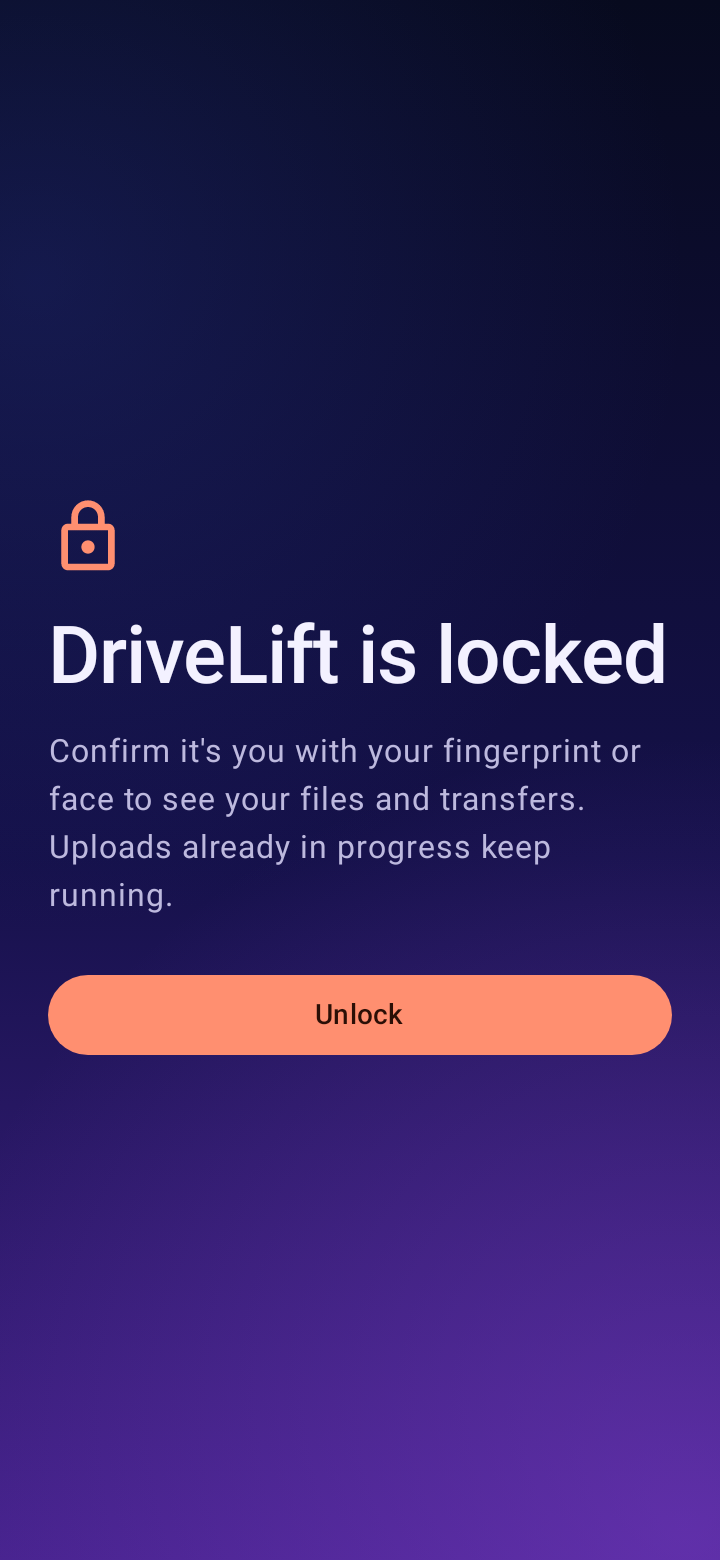 DriveLift is locked
Confirm it's you with your fingerprint or
face to see your files and transfers.
Uploads already in progress keep
running.
Unlock